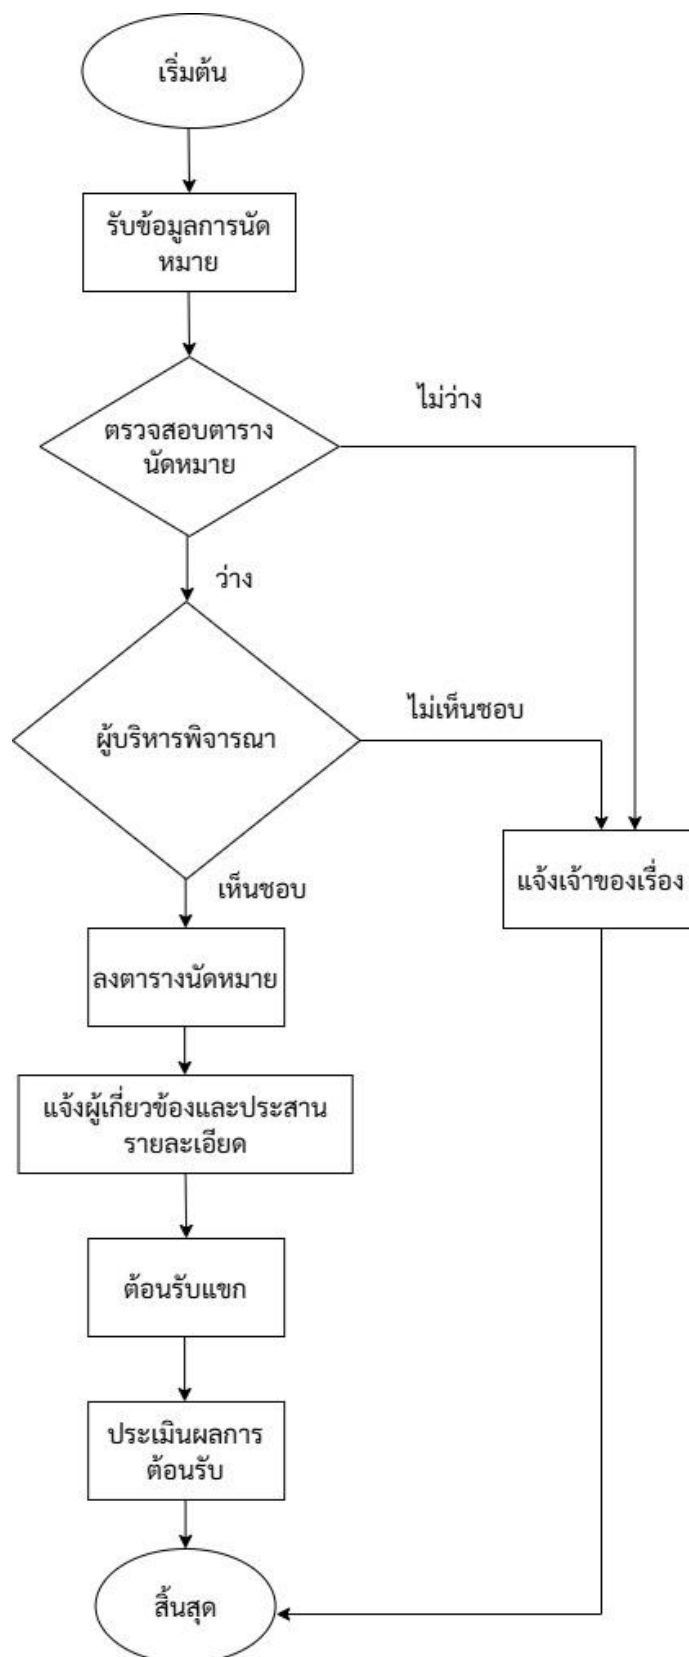 เริ่มต้น
รับข้อมูลการนัด
หมาย
ไม่ว่าง
ตรวจสอบตาราง
นัดหมาย
ว่าง
ไม่เห็นชอบ
ผู้บริหารพิจารณา
แจ้งเจ้าของเรื่อง
เห็นชอบ
ลงตารางนัดหมาย
แจ้งผู้เกี่ยวข้องและประสาน
รายละเอียด
ต้อนรับแขก
ประเมินผลการ
ต้อนรับ
สิ้นสุด